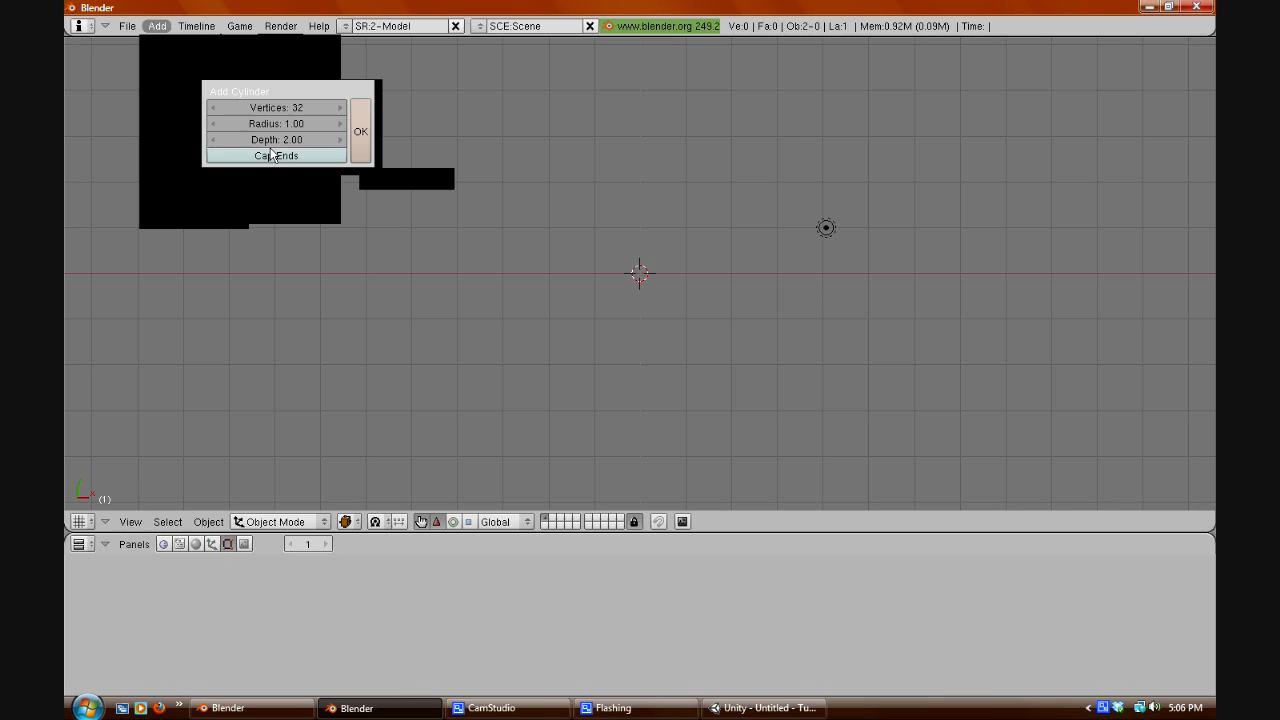 Blender
File Add Timeline Game Render Help SR:2-Model SCE:Scene www.blender.org 249.2 Ve:0 | Fa:0 | Ob:2-0 | La:1 | Mem:0.92M (0.09M) | Time: |
Add Cylinder
Vertices: 32
Radius: 1.00
OK
Depth: 2.00
Cap Ends
x
(1)
View Select Object Object Mode Global
Panels 1
Blender Blender CamStudio Flashing Unity - Untitled - Tu... 5:06 PM